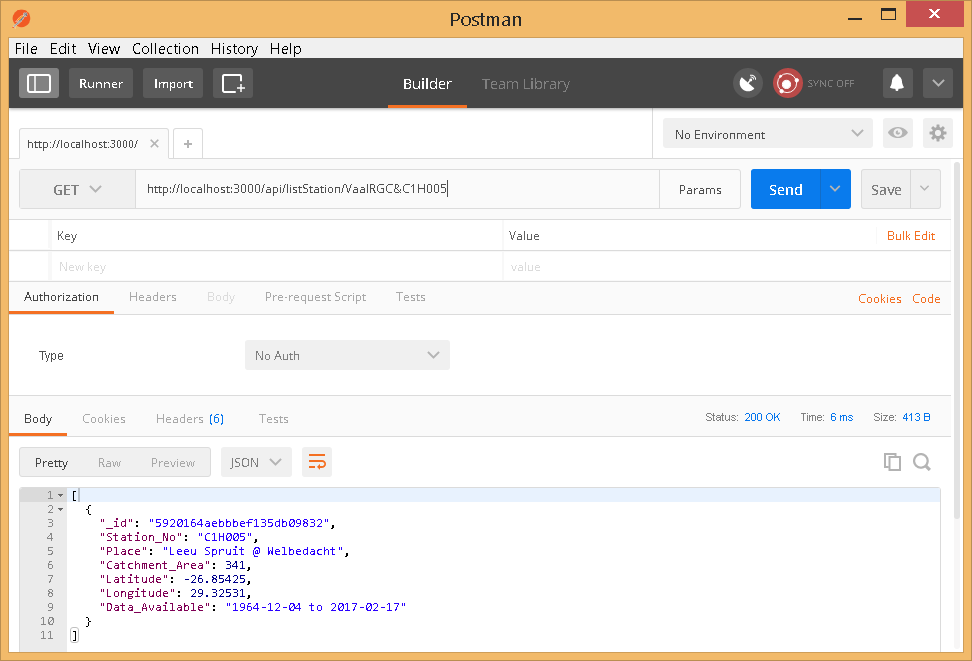 Postman
File Edit View Collection History Help
Runner Import Builder Team Library SYNC OFF
http://localhost:3000/ No Environment
GET http://localhost:3000/api/listStation/VaalRGC&C1H005 Params Send Save
Key Value Bulk Edit
New key value
Authorization Headers Body Pre-request Script Tests Cookies Code
Type No Auth
Body Cookies Headers (6) Tests Status: 200 OK Time: 6 ms Size: 413 B
Pretty Raw Preview JSON
1 [
2 {
3 "_id": "5920164aebbbef135db09832",
4 "Station_No": "C1H005",
5 "Place": "Leeu Spruit @ Welbedacht",
6 "Catchment_Area": 341,
7 "Latitude": -26.85425,
8 "Longitude": 29.32531,
9 "Data_Available": "1964-12-04 to 2017-02-17"
10 }
11 ]